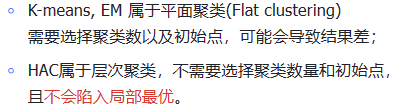 K-means, EM 属于平面聚类(Flat clustering)
需要选择聚类数以及初始点，可能会导致结果差；
HAC属于层次聚类，不需要选择聚类数量和初始点，
且不会陷入局部最优。